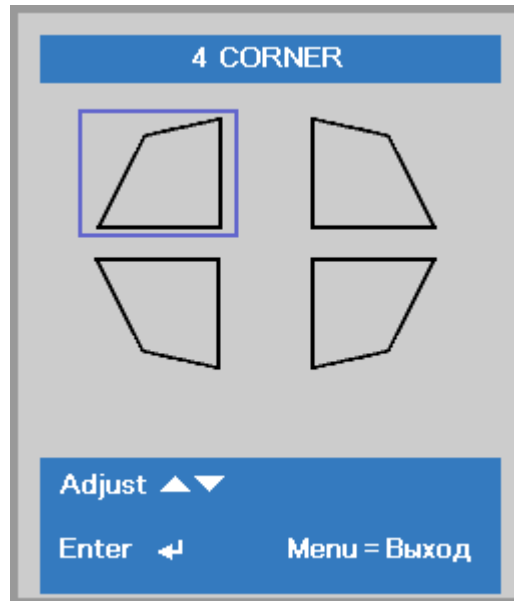 4 CORNER
Adjust ▲▼
Enter ↵
Menu = Выход